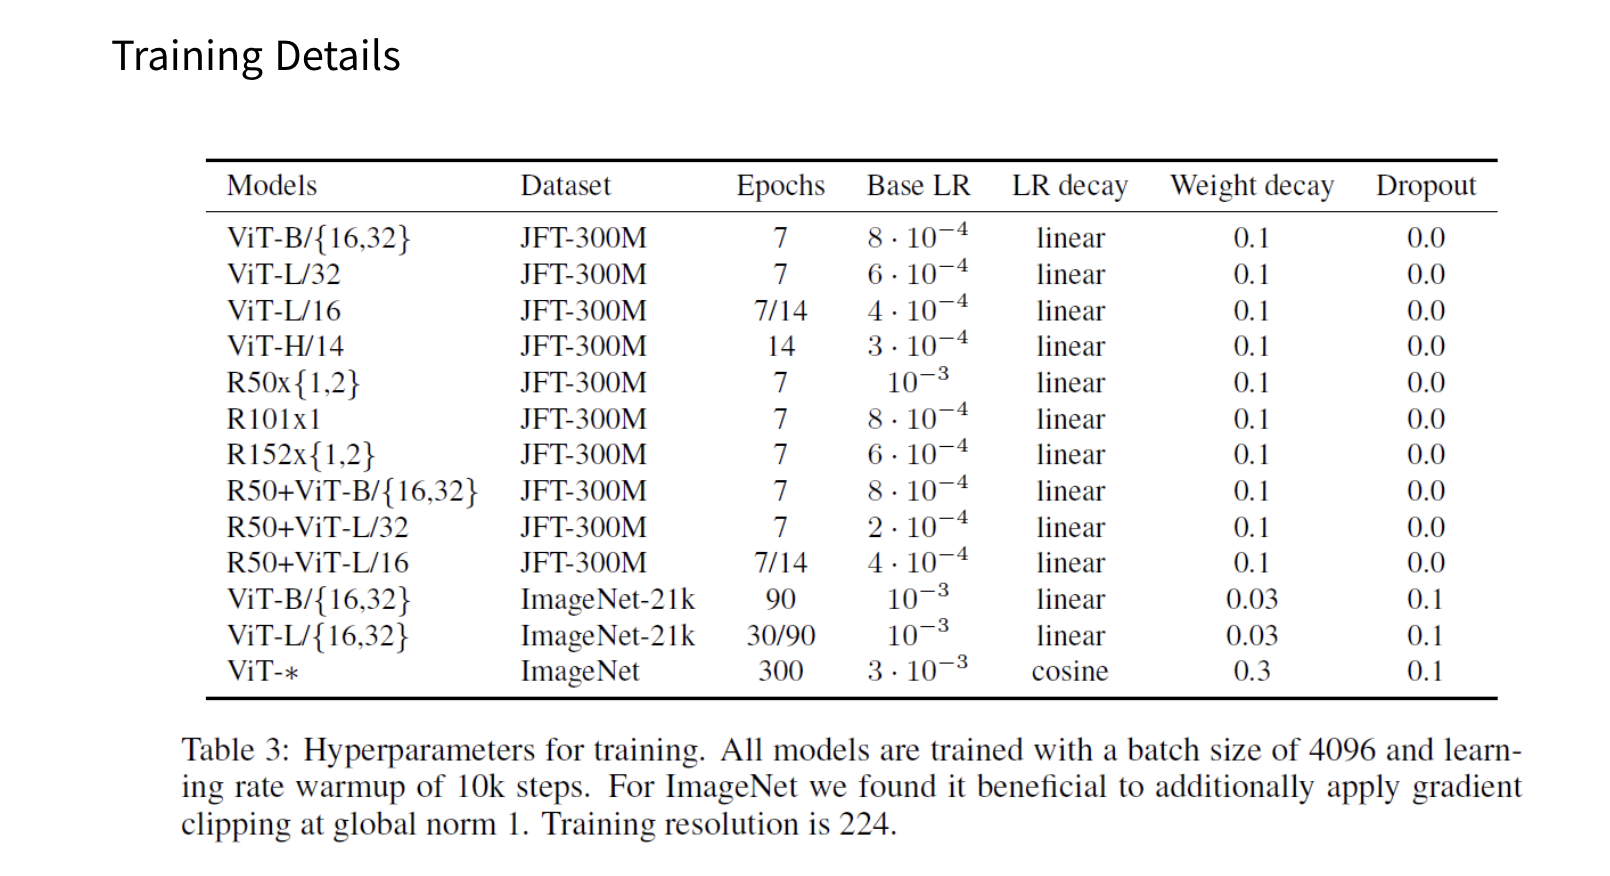 Training Details
Models Dataset Epochs Base LR LR decay Weight decay Dropout
ViT-B/{16,32} JFT-300M 7 8 · 10⁻⁴ linear 0.1 0.0
ViT-L/32 JFT-300M 7 6 · 10⁻⁴ linear 0.1 0.0
ViT-L/16 JFT-300M 7/14 4 · 10⁻⁴ linear 0.1 0.0
ViT-H/14 JFT-300M 14 3 · 10⁻⁴ linear 0.1 0.0
R50x{1,2} JFT-300M 7 10⁻³ linear 0.1 0.0
R101x1 JFT-300M 7 8 · 10⁻⁴ linear 0.1 0.0
R152x{1,2} JFT-300M 7 6 · 10⁻⁴ linear 0.1 0.0
R50+ViT-B/{16,32} JFT-300M 7 8 · 10⁻⁴ linear 0.1 0.0
R50+ViT-L/32 JFT-300M 7 2 · 10⁻⁴ linear 0.1 0.0
R50+ViT-L/16 JFT-300M 7/14 4 · 10⁻⁴ linear 0.1 0.0
ViT-B/{16,32} ImageNet-21k 90 10⁻³ linear 0.03 0.1
ViT-L/{16,32} ImageNet-21k 30/90 10⁻³ linear 0.03 0.1
ViT-∗ ImageNet 300 3 · 10⁻³ cosine 0.3 0.1
Table 3: Hyperparameters for training. All models are trained with a batch size of 4096 and learn-
ing rate warmup of 10k steps. For ImageNet we found it beneficial to additionally apply gradient
clipping at global norm 1. Training resolution is 224.